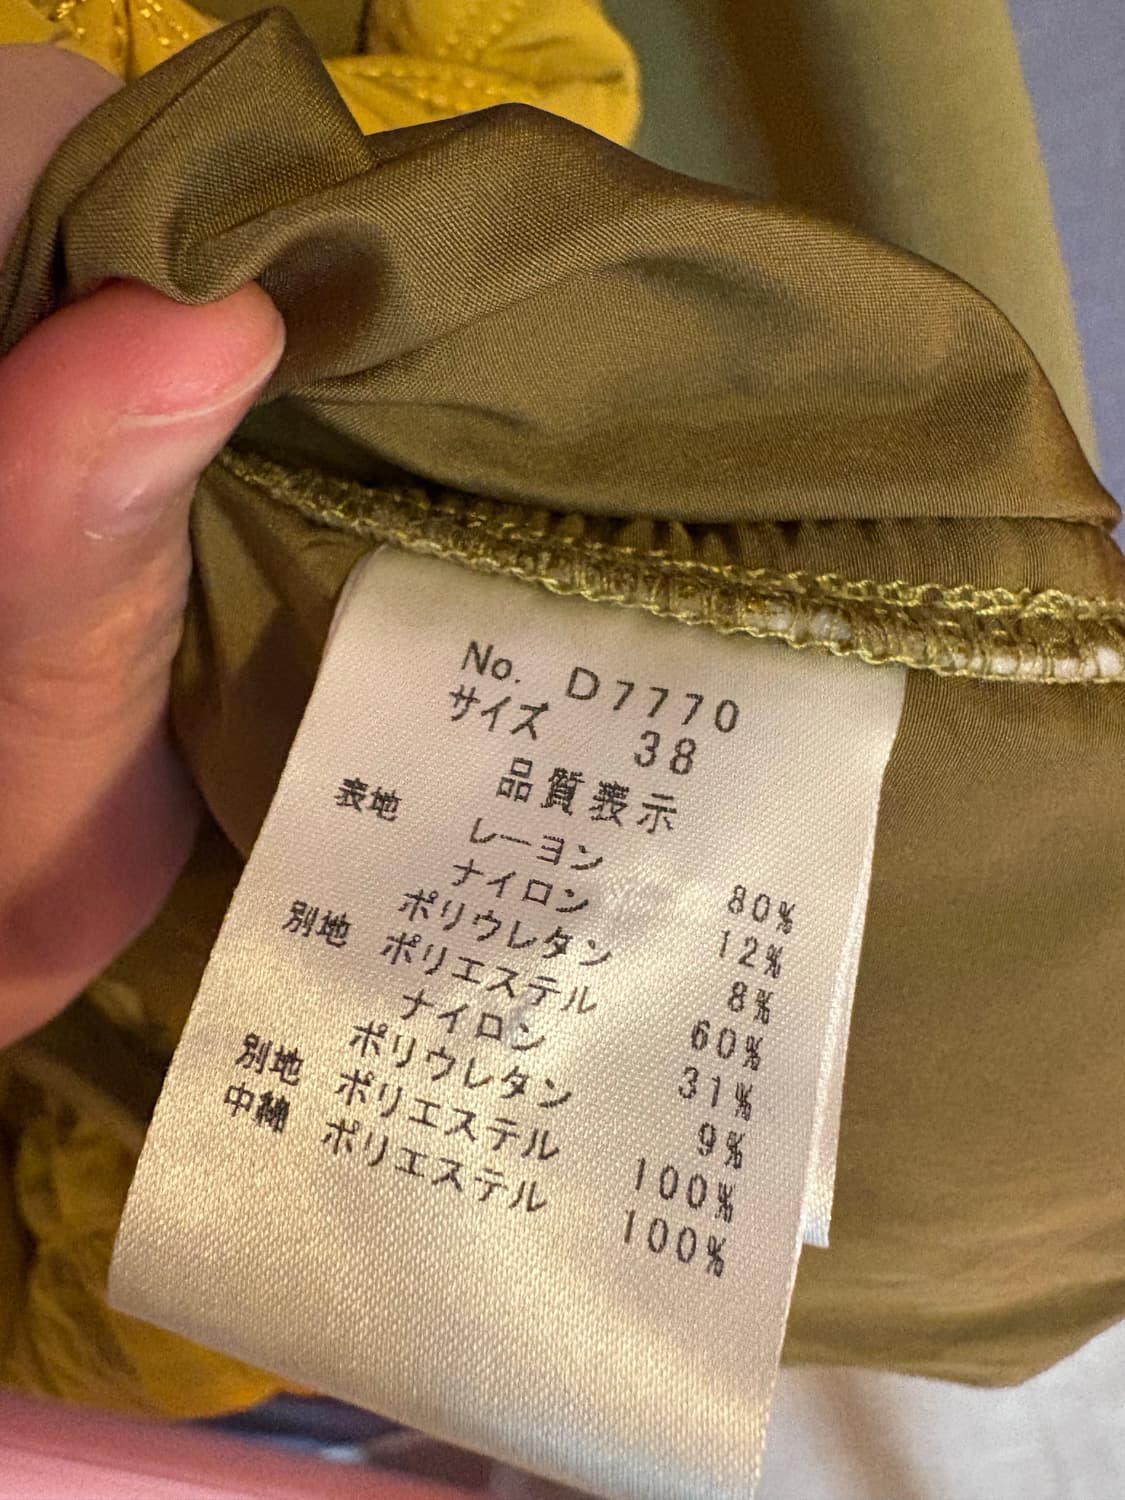 No. D7770
サイズ 38
品質表示
表地 レーヨン 80%
ナイロン 12%
ポリウレタン 8%
別地 ポリエステル 60%
ナイロン 31%
ポリウレタン 9%
別地 ポリエステル 100%
中綿 ポリエステル 100%